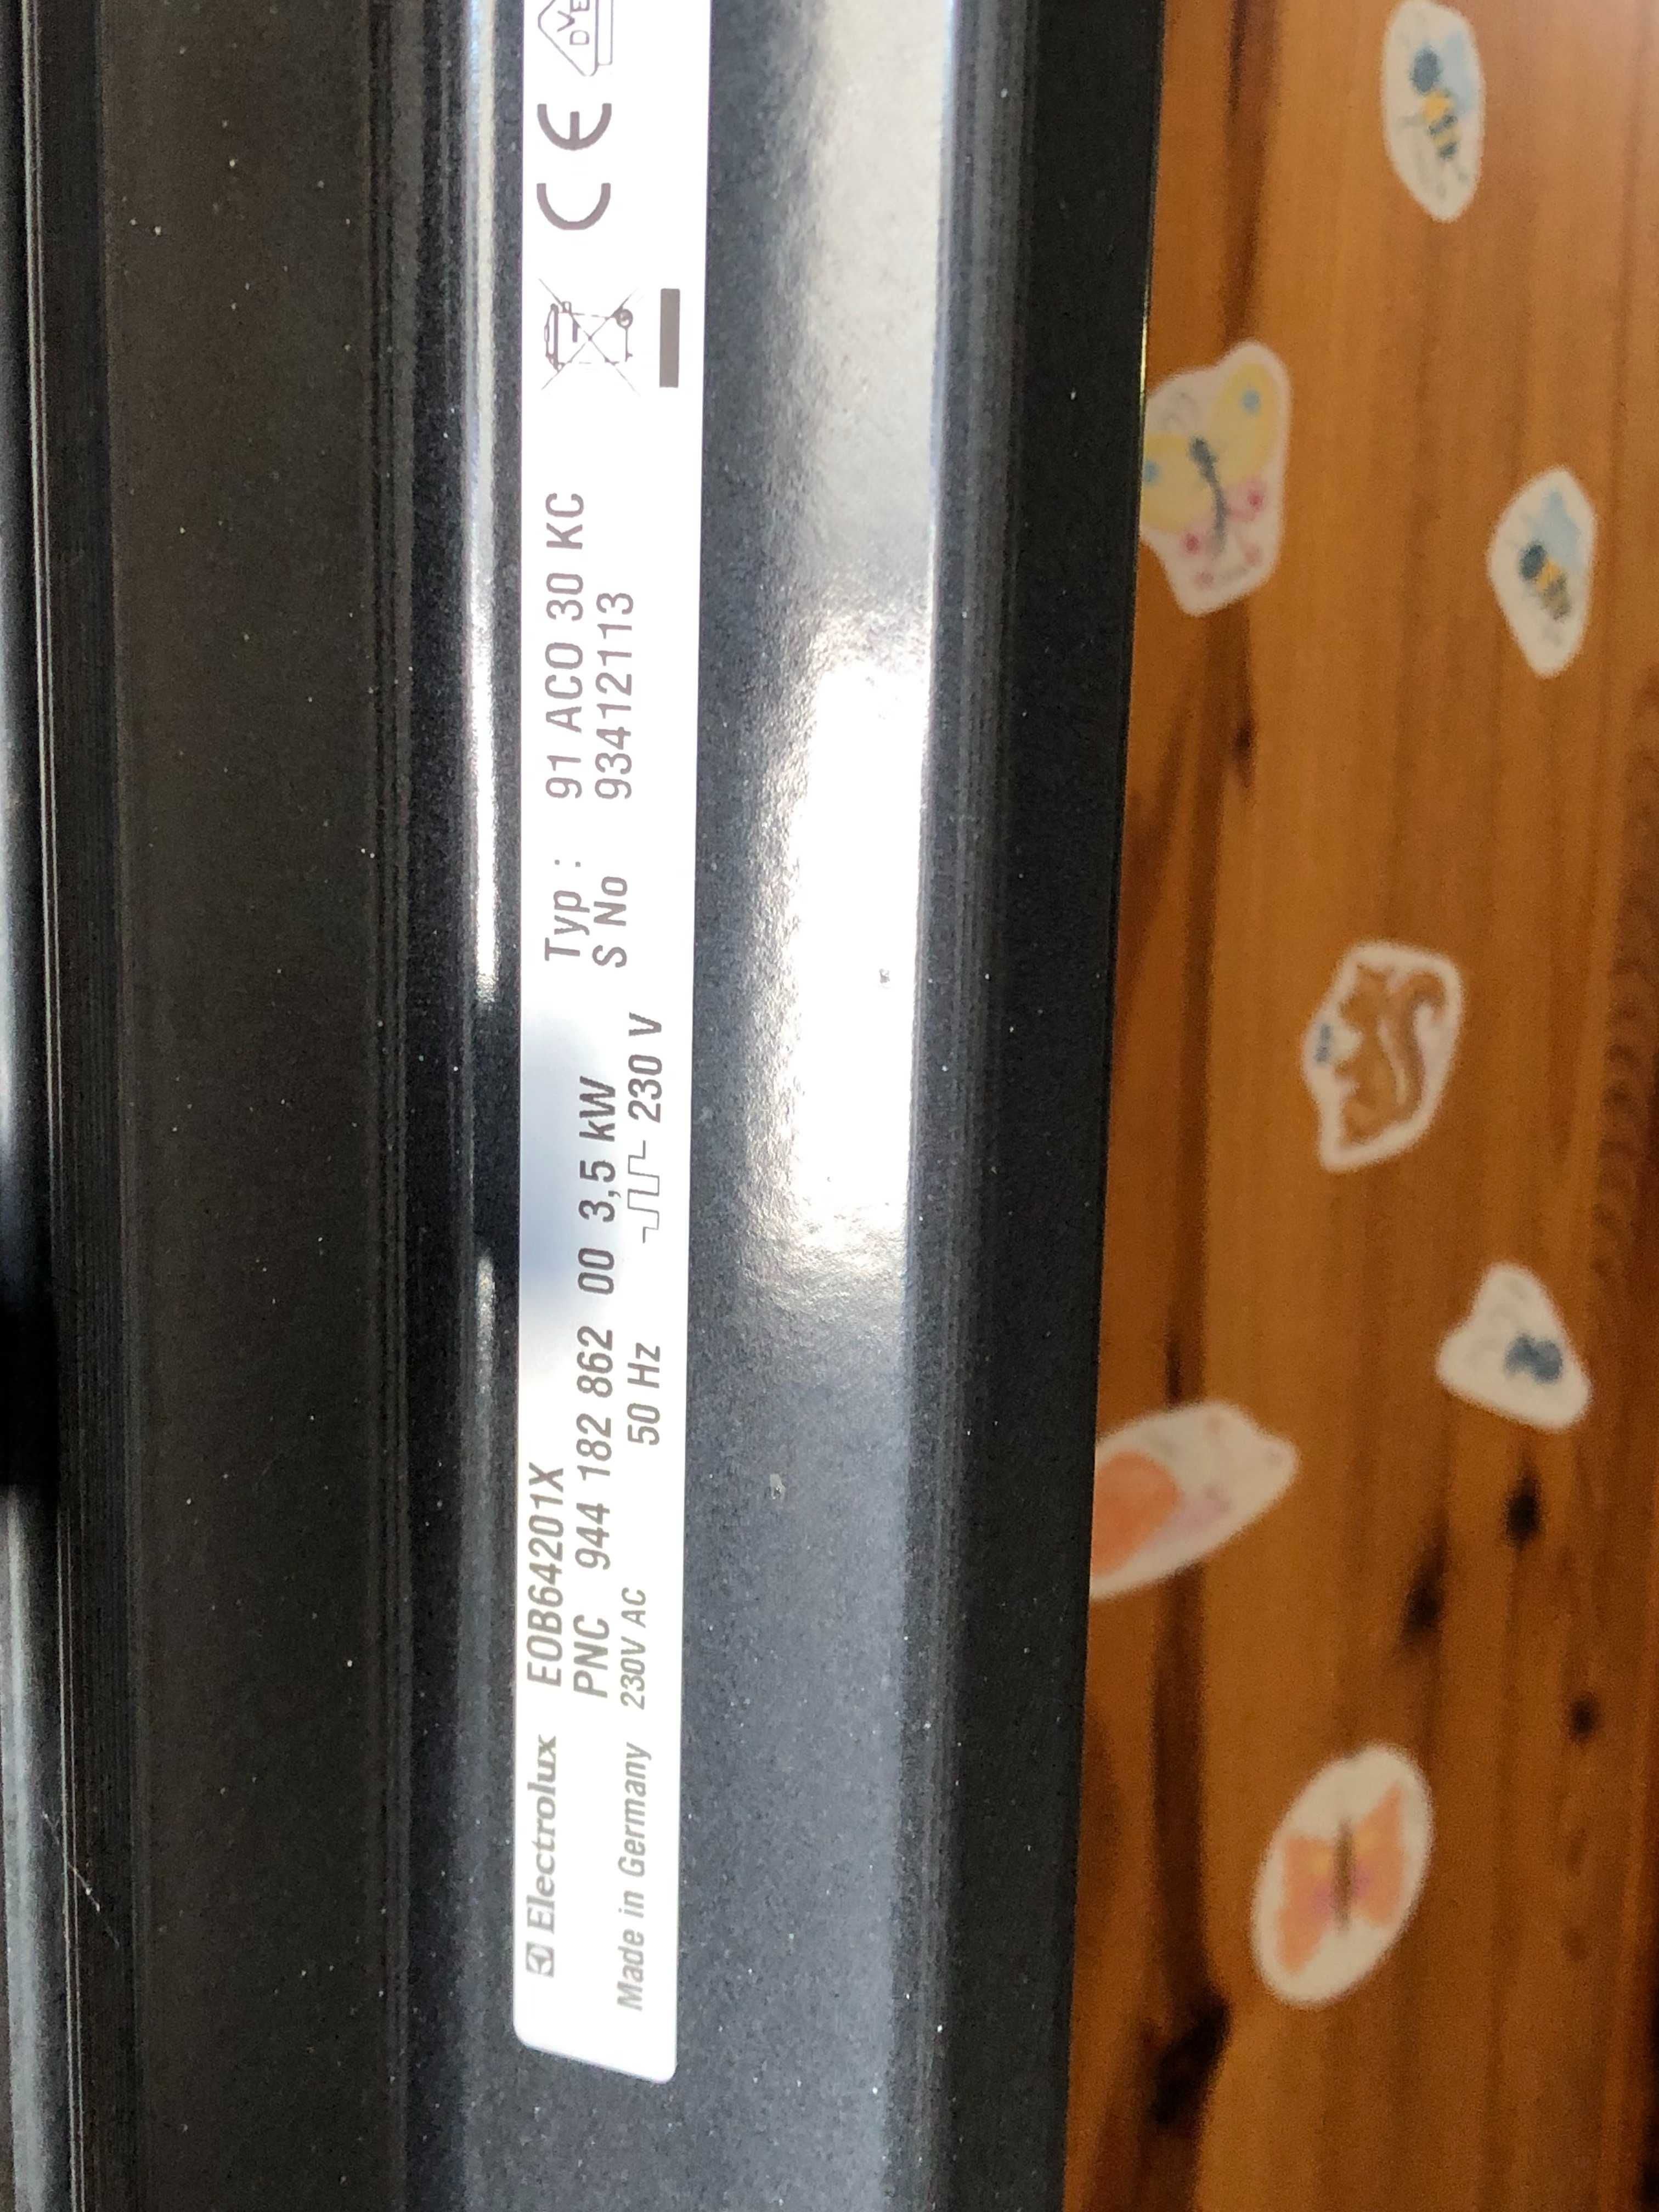 Electrolux EOB64201X
PNC 944 182 862 00 3,5 kW
Made in Germany 230V AC 50 Hz 230 V
Typ : 91 ACO 30 KC
S No 93412113
CE
DVE